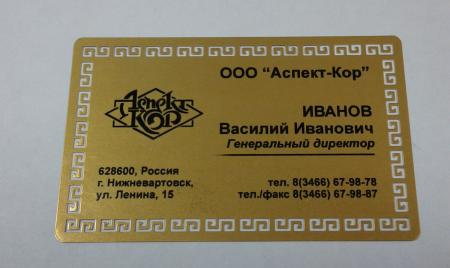 ООО “Аспект-Кор”
Аспект
КОР
ИВАНОВ
Василий Иванович
Генеральный директор
628600, Россия
г. Нижневартовск,
ул. Ленина, 15
тел. 8(3466) 67-98-78
тел./факс 8(3466) 67-98-87